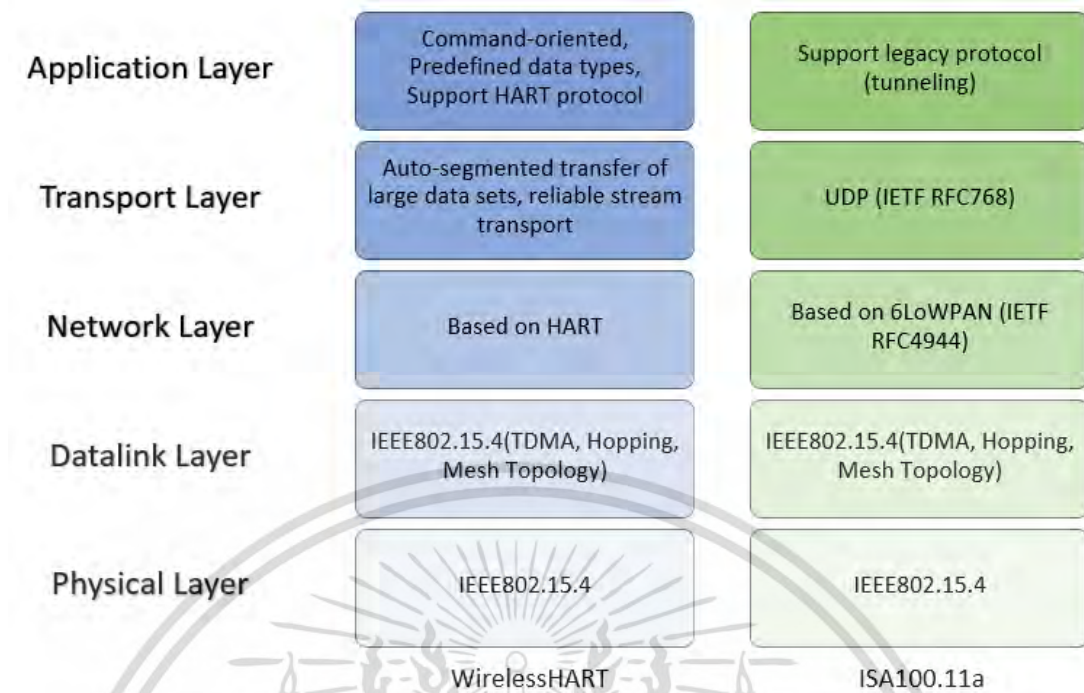 Application Layer
Command-oriented,
Predefined data types,
Support HART protocol
Support legacy protocol
(tunneling)
Transport Layer
Auto-segmented transfer of
large data sets, reliable stream
transport
UDP (IETF RFC768)
Network Layer
Based on HART
Based on 6LoWPAN (IETF
RFC4944)
Datalink Layer
IEEE802.15.4(TDMA, Hopping,
Mesh Topology)
IEEE802.15.4(TDMA, Hopping,
Mesh Topology)
Physical Layer
IEEE802.15.4
IEEE802.15.4
WirelessHART
ISA100.11a